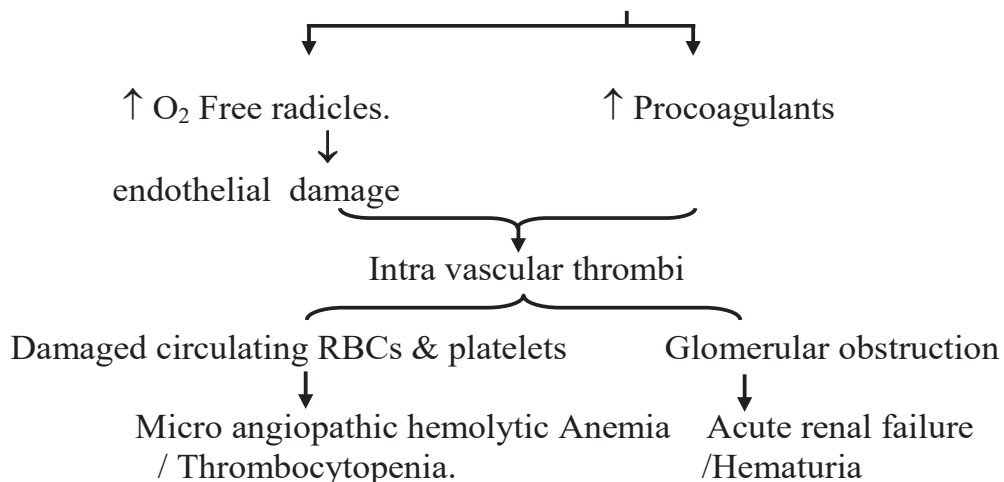 ↑ O₂ Free radicles. ↑ Procoagulants
endothelial damage
Intra vascular thrombi
Damaged circulating RBCs & platelets Glomerular obstruction
Micro angiopathic hemolytic Anemia Acute renal failure
/ Thrombocytopenia. /Hematuria